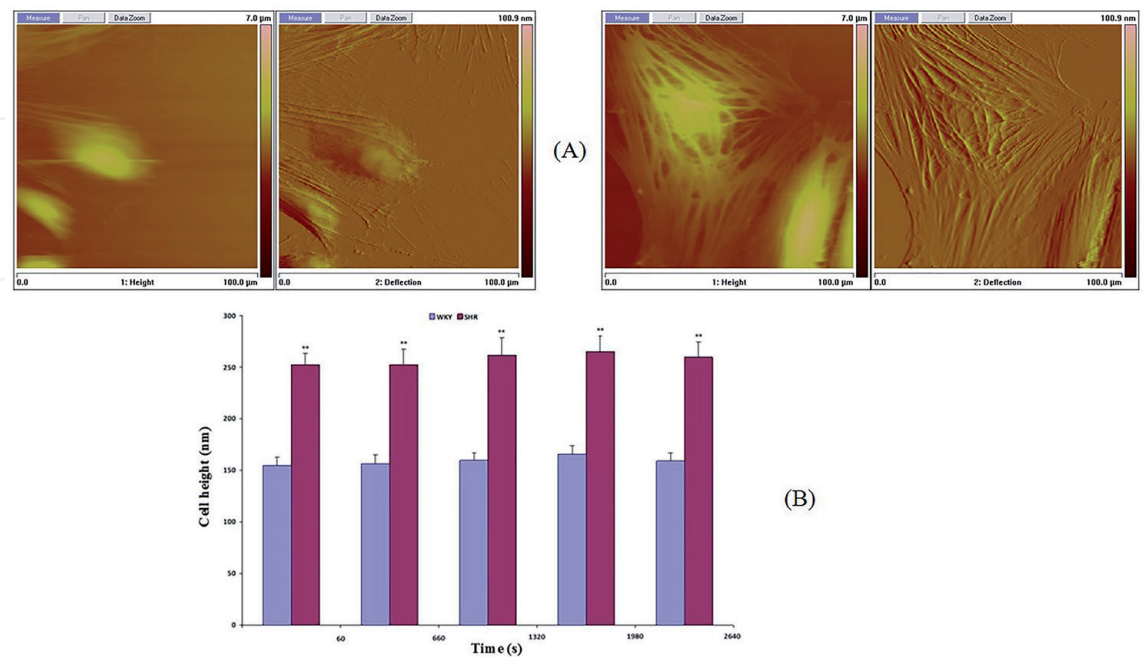 Measure Pan Data Zoom 7.0 µm
Measure Pan Data Zoom 100.9 nm
0.0 1: Height 100.0 µm
0.0 2: Deflection 100.0 µm
(A)
Measure Pan Data Zoom 7.0 µm
Measure Pan Data Zoom 100.9 nm
0.0 1: Height 100.0 µm
0.0 2: Deflection 100.0 µm
WKY SHR
300
250
200
150
100
50
0
Cell height (nm)
** ** ** ** **
60 660 1320 1980 2640
Time (s)
(B)